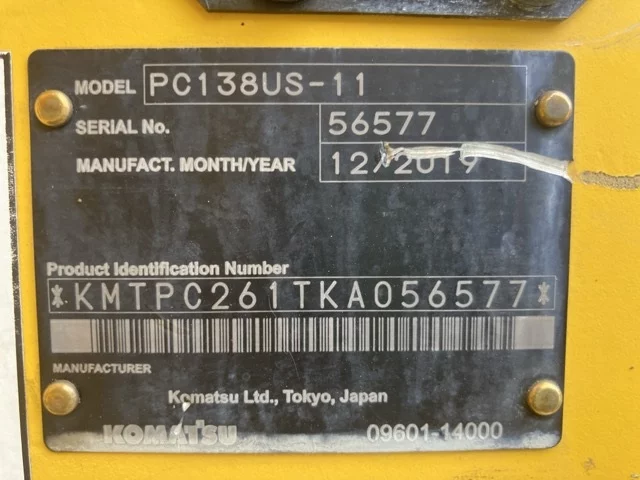 MODEL PC138US-11
SERIAL No. 56577
MANUFACT. MONTH/YEAR 12/2019
Product Identification Number
*KMTPC261TKA056577*
MANUFACTURER
Komatsu Ltd., Tokyo, Japan
KOMATSU 09601-14000